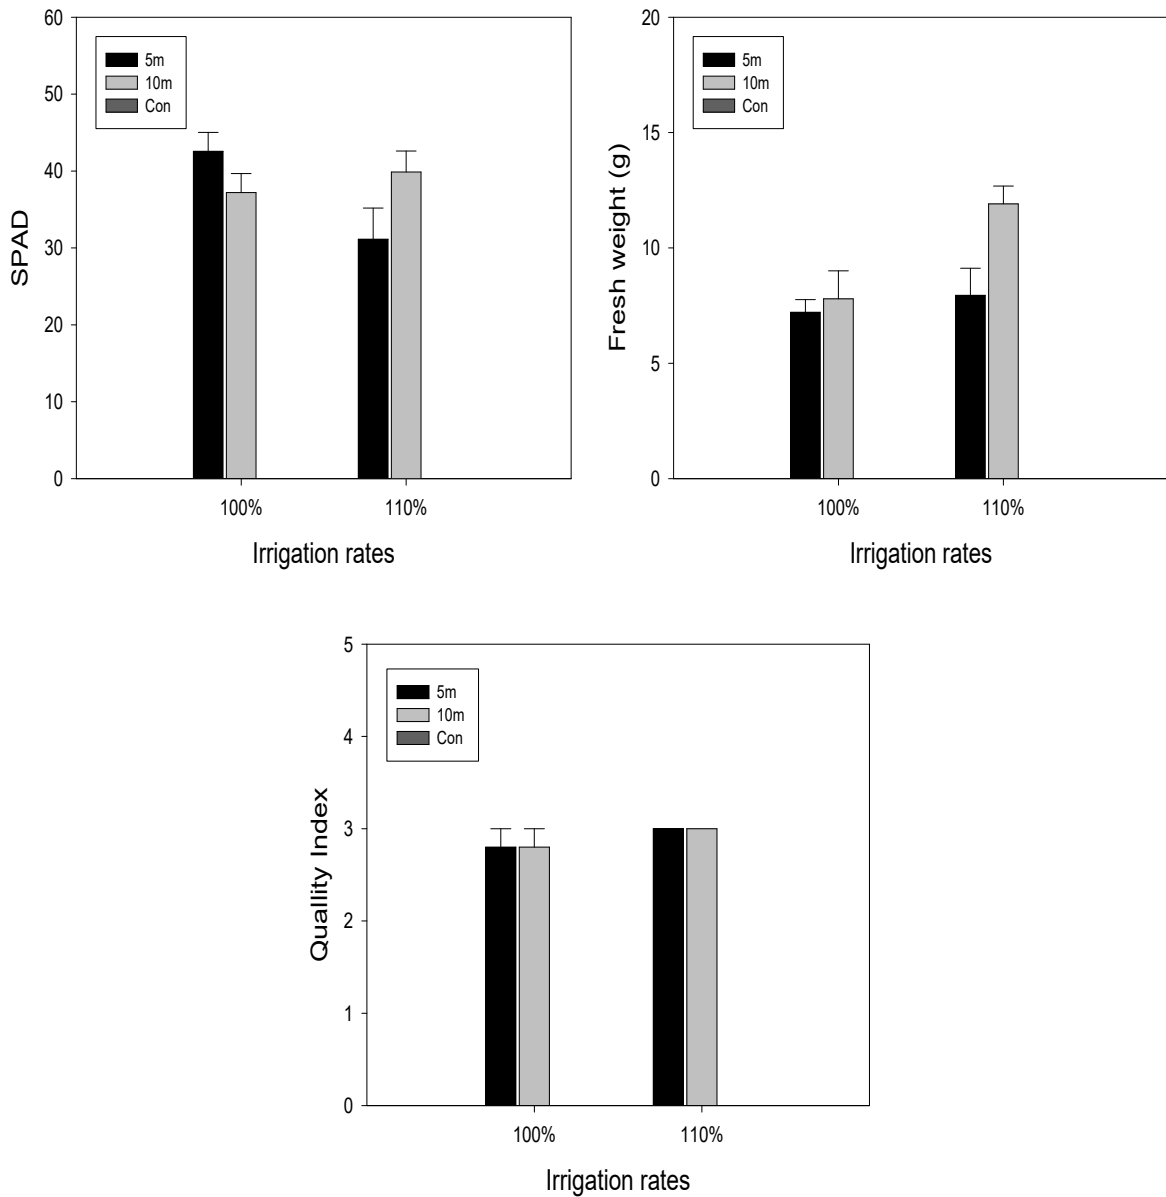 SPAD
60
50
40
30
20
10
0
5m
10m
Con
100%
110%
Irrigation rates
Fresh weight (g)
20
15
10
5
0
5m
10m
Con
100%
110%
Irrigation rates
Quallity Index
5
4
3
2
1
0
5m
10m
Con
100%
110%
Irrigation rates